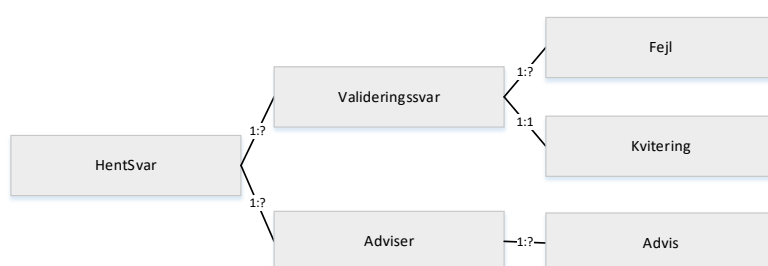 Fejl
1:?
Valideringssvar
1:1
1:?
Kvitering
HentSvar
1:?
Adviser
1:?
Advis